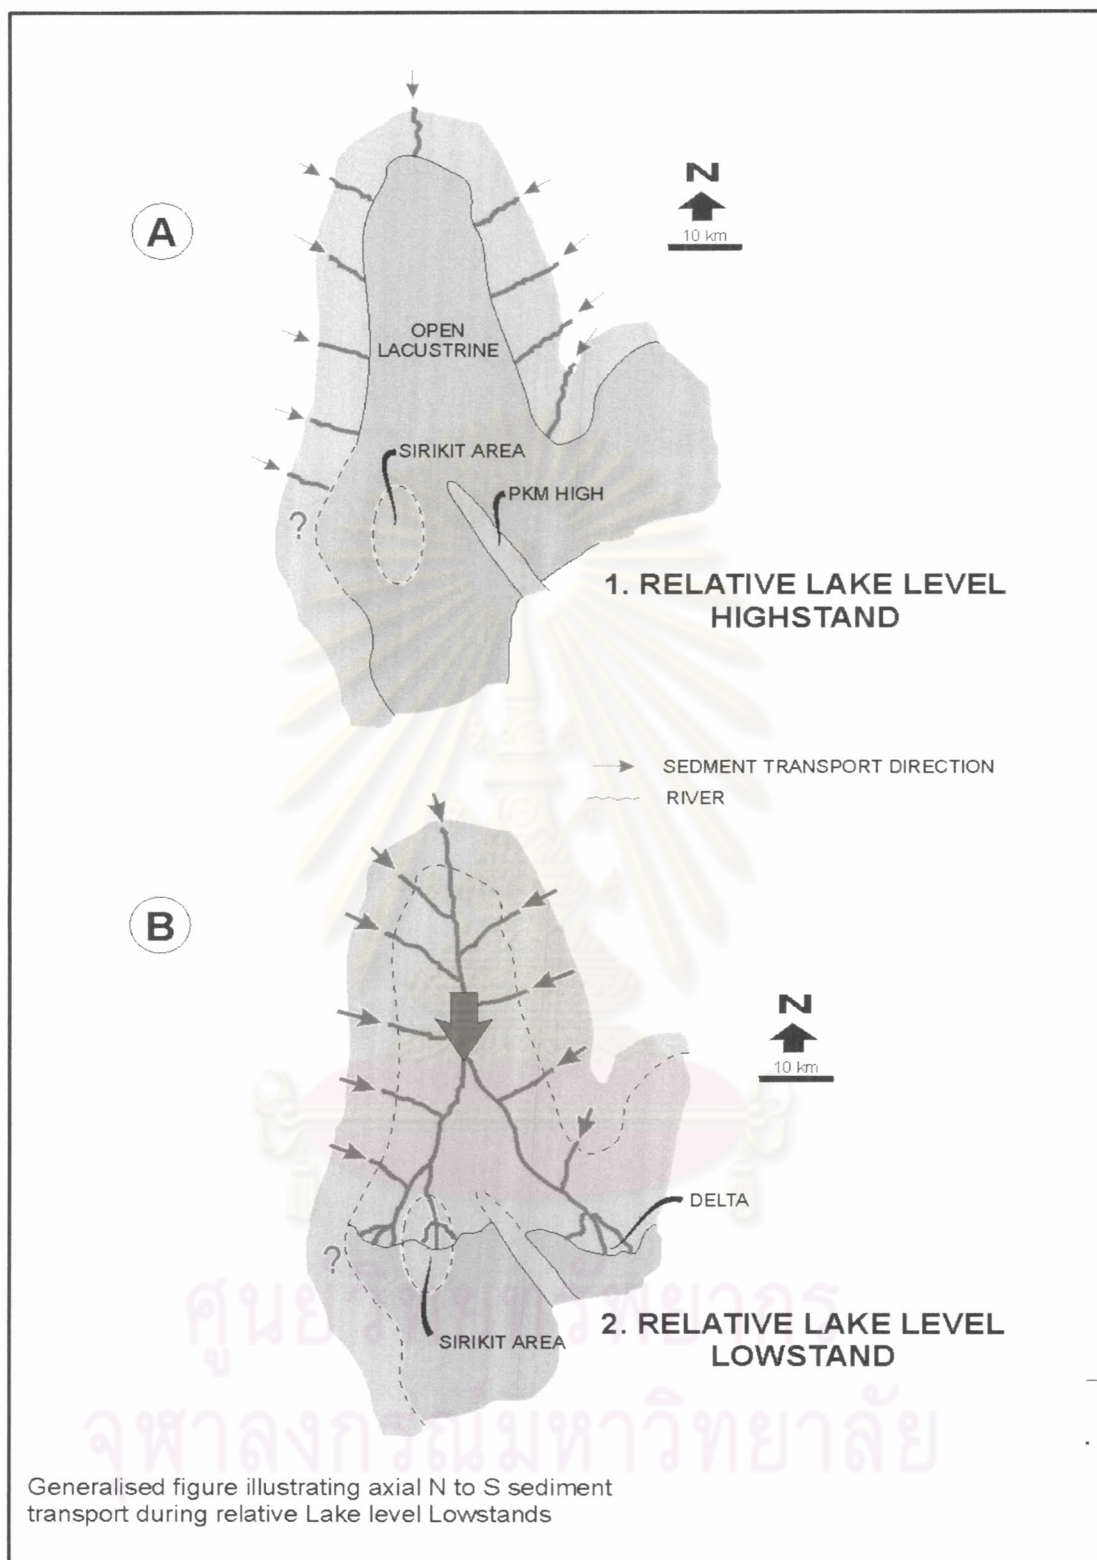 N
10 km
A
OPEN
LACUSTRINE
SIRIKIT AREA
PKM HIGH
?
1. RELATIVE LAKE LEVEL
HIGHSTAND
SEDMENT TRANSPORT DIRECTION
RIVER
B
N
10 km
DELTA
?
SIRIKIT AREA
2. RELATIVE LAKE LEVEL
LOWSTAND
ศูนย์วิทยทรัพยากร
จุฬาลงกรณ์มหาวิทยาลัย
Generalised figure illustrating axial N to S sediment
transport during relative Lake level Lowstands